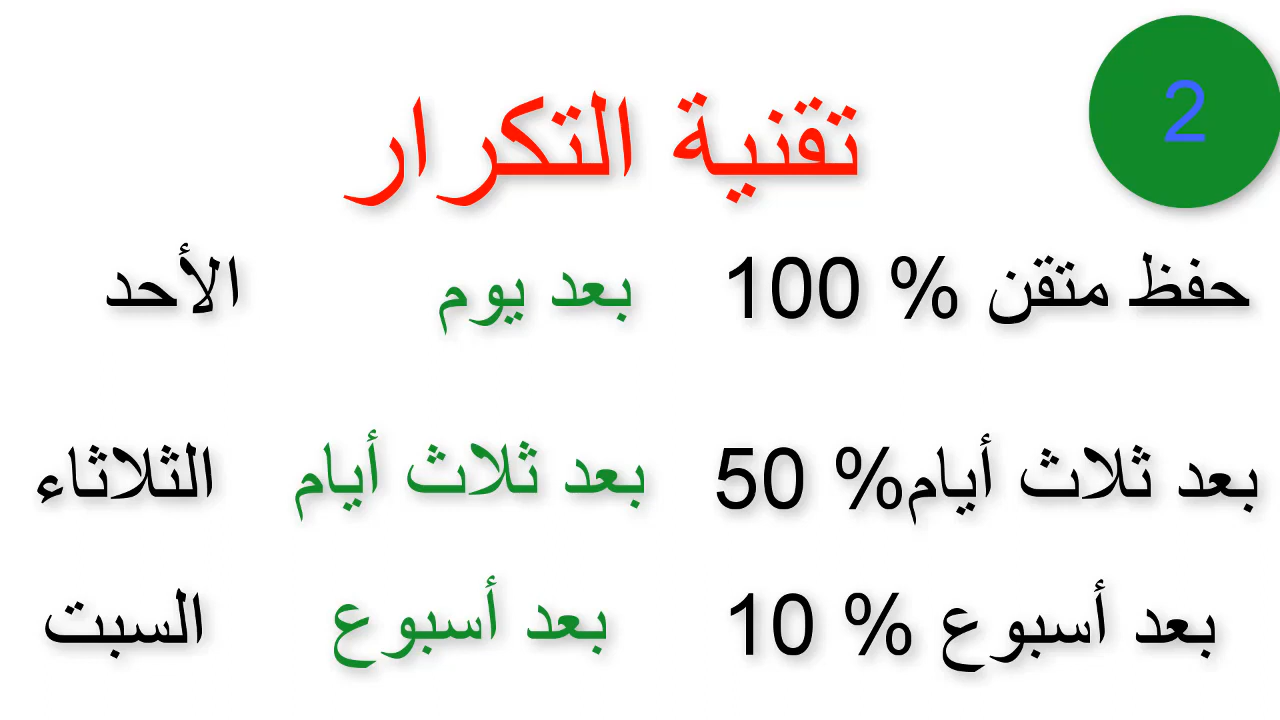 2
تقنية التكرار
حفظ متقن % 100 بعد يوم الأحد
بعد ثلاث أيام% 50 بعد ثلاث أيام الثلاثاء
بعد أسبوع % 10 بعد أسبوع السبت